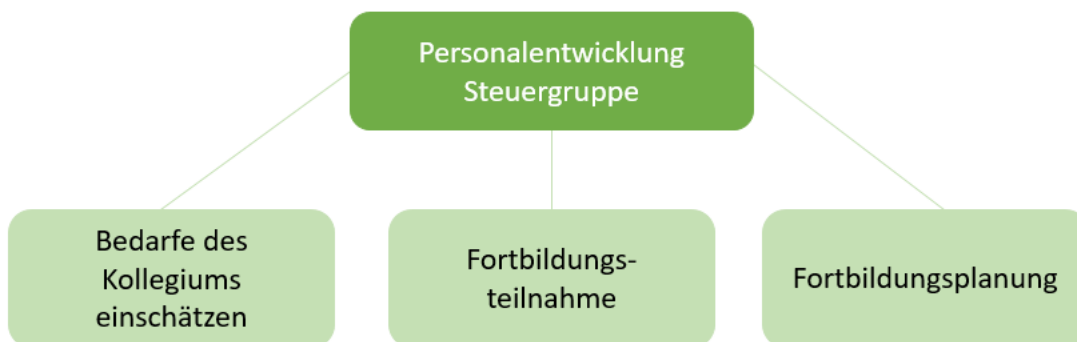 Personalentwicklung
Steuergruppe
Bedarfe des
Kollegiums
einschätzen
Fortbildungs-
teilnahme
Fortbildungsplanung